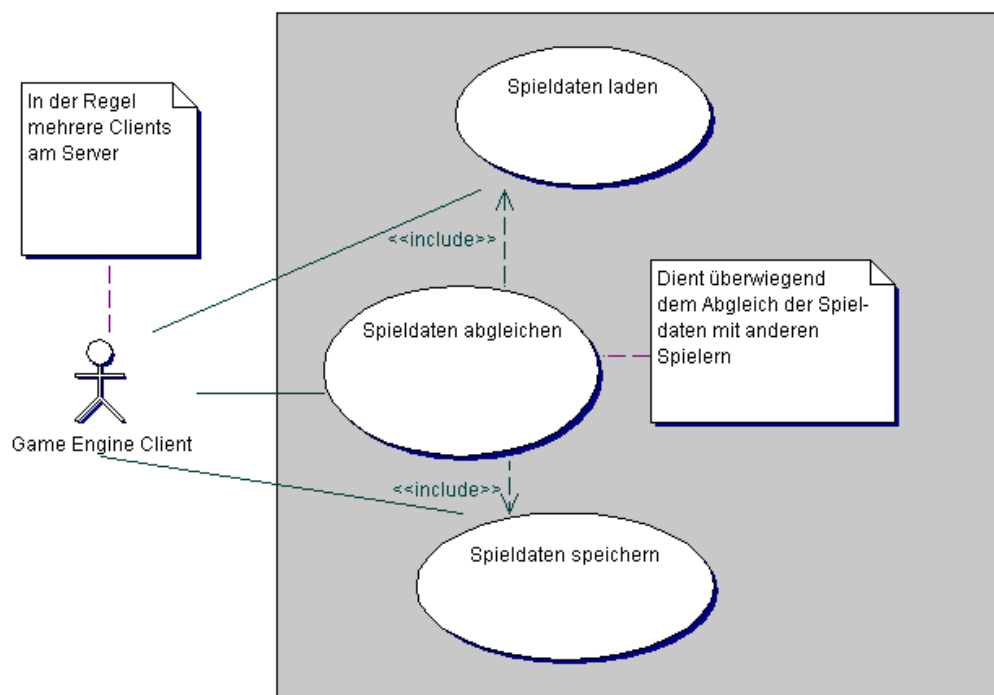 Spieldaten laden
In der Regel
mehrere Clients
am Server
<<include>>
Dient überwiegend
dem Abgleich der Spiel-
daten mit anderen
Spielern
Spieldaten abgleichen
Game Engine Client
<<include>>
Spieldaten speichern